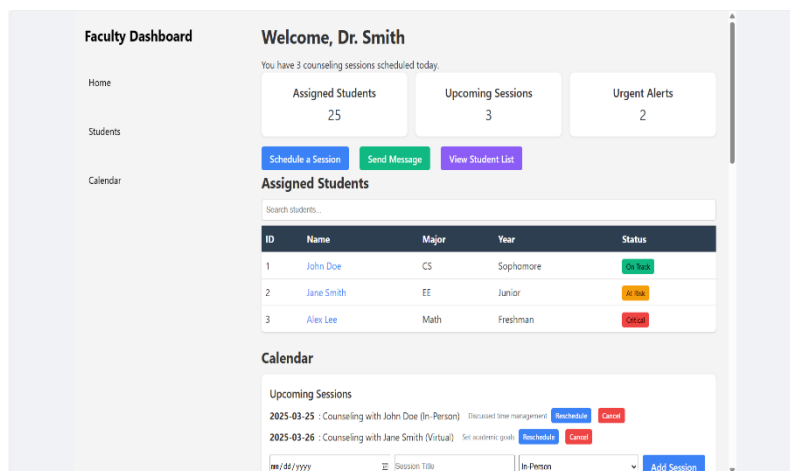 Faculty Dashboard
Home
Students
Calendar
Welcome, Dr. Smith
You have 3 counseling sessions scheduled today.
Assigned Students
25
Upcoming Sessions
3
Urgent Alerts
2
Schedule a Session Send Message View Student List
Assigned Students
Search students...
ID Name Major Year Status
1 John Doe CS Sophomore On Track
2 Jane Smith EE Junior At Risk
3 Alex Lee Math Freshman Critical
Calendar
Upcoming Sessions
2025-03-25 : Counseling with John Doe (In-Person) Discussed time management Reschedule Cancel
2025-03-26 : Counseling with Jane Smith (Virtual) Set academic goals Reschedule Cancel
mm/dd/yyyy Session Title In-Person Add Session